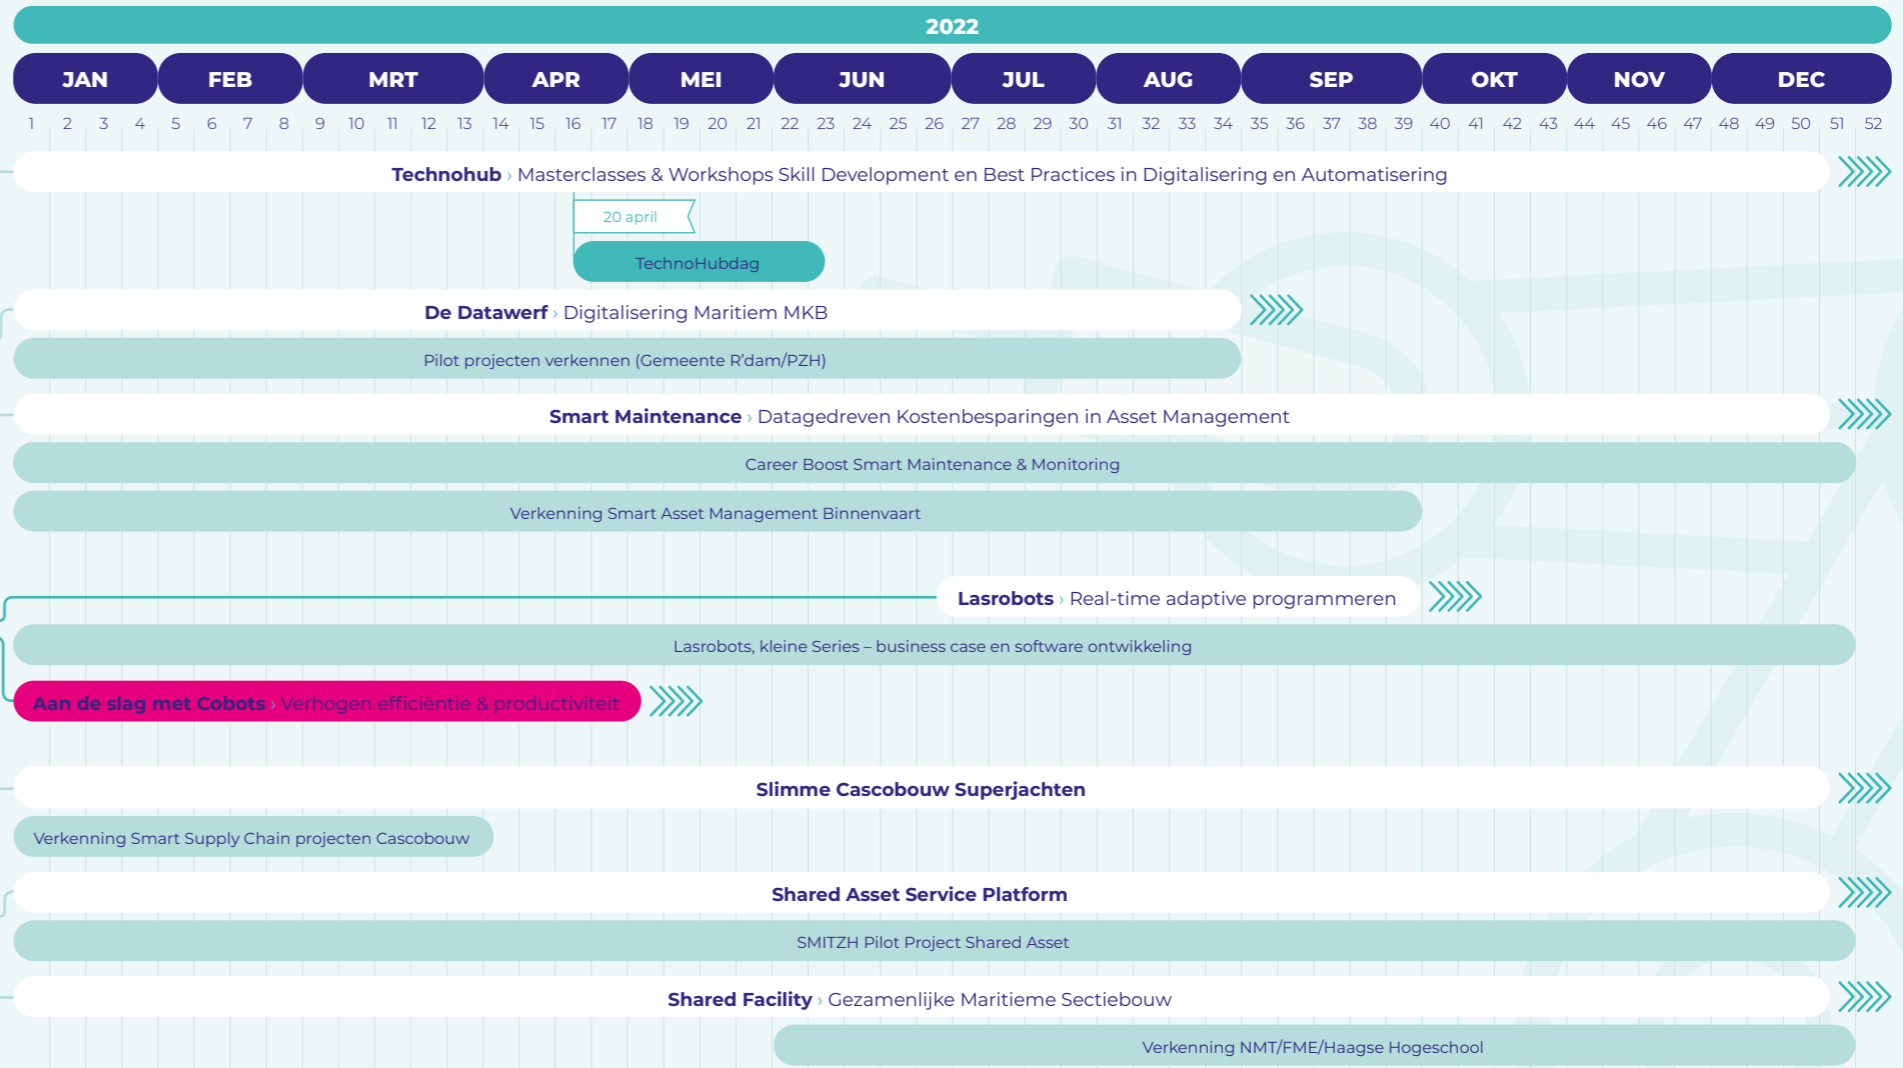 2022
JAN FEB MRT APR MEI JUN JUL AUG SEP OKT NOV DEC
1 2 3 4 5 6 7 8 9 10 11 12 13 14 15 16 17 18 19 20 21 22 23 24 25 26 27 28 29 30 31 32 33 34 35 36 37 38 39 40 41 42 43 44 45 46 47 48 49 50 51 52
Technohub › Masterclasses & Workshops Skill Development en Best Practices in Digitalisering en Automatisering
20 april
TechnoHubdag
De Datawerf › Digitalisering Maritiem MKB
Pilot projecten verkennen (Gemeente R’dam/PZH)
Smart Maintenance › Datagedreven Kostenbesparingen in Asset Management
Career Boost Smart Maintenance & Monitoring
Verkenning Smart Asset Management Binnenvaart
Lasrobots › Real-time adaptive programmeren
Lasrobots, kleine Series – business case en software ontwikkeling
Aan de slag met Cobots › Verhogen efficiëntie & productiviteit
Slimme Cascobouw Superjachten
Verkenning Smart Supply Chain projecten Cascobouw
Shared Asset Service Platform
SMITZH Pilot Project Shared Asset
Shared Facility › Gezamenlijke Maritieme Sectiebouw
Verkenning NMT/FME/Haagse Hogeschool